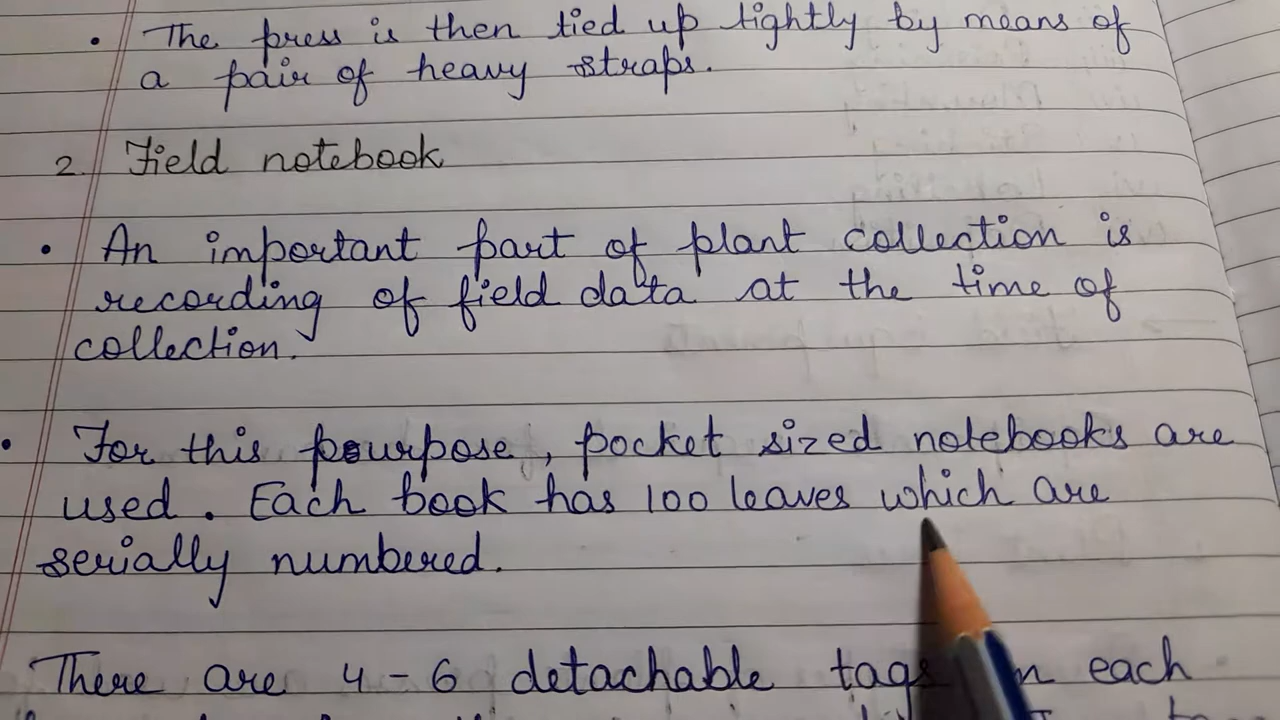 • The press is then tied up tightly by means of
a pair of heavy straps.
2. Field notebook
• An important part of plant collection is
recording of field data at the time of
collection.
• For this pourpose, pocket sized notebooks are
used. Each book has 100 leaves which are
serially numbered.
There are 4-6 detachable tags each